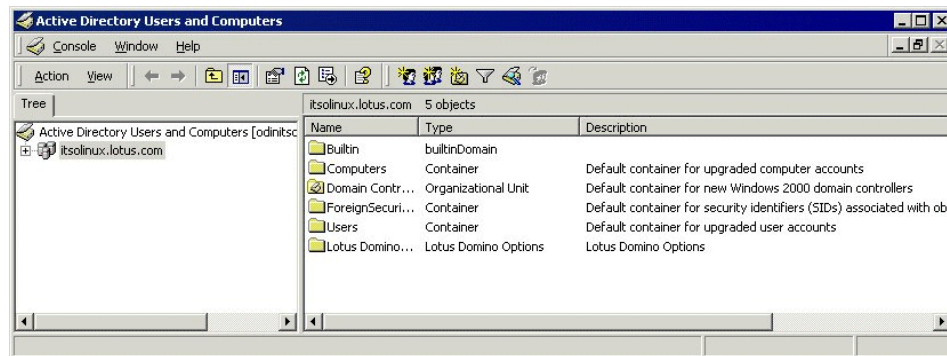 Active Directory Users and Computers
Console Window Help
Action View
Tree
itsolinux.lotus.com 5 objects
Active Directory Users and Computers [odinitsc
itsolinux.lotus.com
Name Type Description
Builtin builtinDomain
Computers Container Default container for upgraded computer accounts
Domain Contr... Organizational Unit Default container for new Windows 2000 domain controllers
ForeignSecuri... Container Default container for security identifiers (SIDs) associated with ob
Users Container Default container for upgraded user accounts
Lotus Domino... Lotus Domino Options Lotus Domino Options